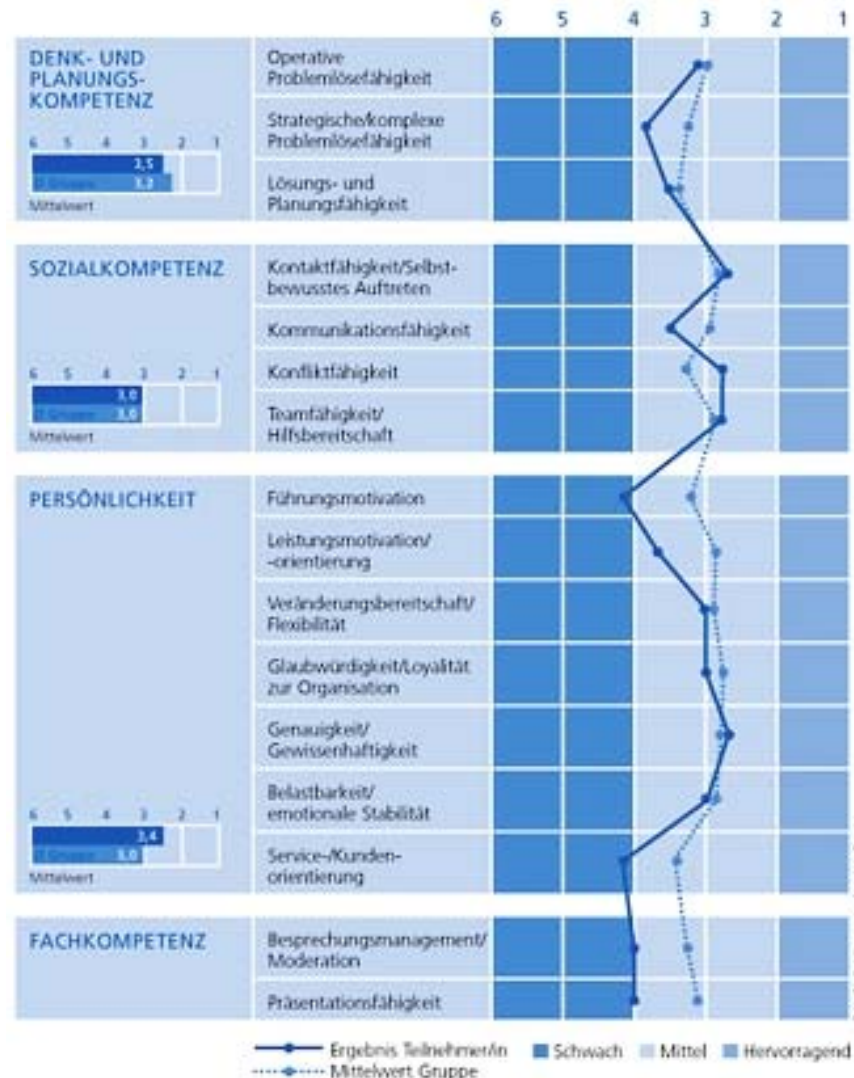 6 5 4 3 2 1
DENK- UND
PLANUNGS-
KOMPETENZ
6 5 4 3 2 1
3,5
Gruppe 3,2
Mittelwert
Operative
Problemlösefähigkeit
Strategische/komplexe
Problemlösefähigkeit
Lösungs- und
Planungsfähigkeit
SOZIALKOMPETENZ
6 5 4 3 2 1
3,0
Gruppe 3,0
Mittelwert
Kontaktfähigkeit/Selbst-
bewusstes Auftreten
Kommunikationsfähigkeit
Konfliktfähigkeit
Teamfähigkeit/
Hilfsbereitschaft
PERSÖNLICHKEIT
6 5 4 3 2 1
3,4
Gruppe 3,0
Mittelwert
Führungsmotivation
Leistungsmotivation/
-orientierung
Veränderungsbereitschaft/
Flexibilität
Glaubwürdigkeit/Loyalität
zur Organisation
Genauigkeit/
Gewissenhaftigkeit
Belastbarkeit/
emotionale Stabilität
Service-/Kunden-
orientierung
FACHKOMPETENZ
Besprechungsmanagement/
Moderation
Präsentationsfähigkeit
Ergebnis Teilnehmer/in Schwach Mittel Hervorragend
Mittelwert Gruppe